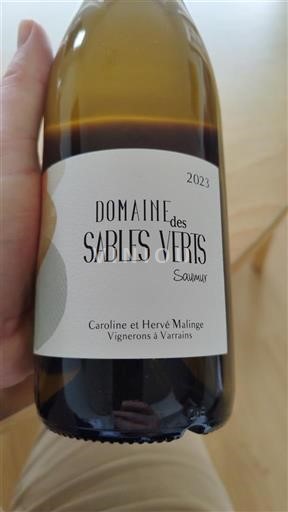 2023
DOMAINE des
SABLES VERTS
Saumur
Caroline et Hervé Malinge
Vignerons à Varrains